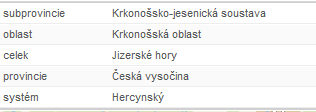 subprovincie Krkonošsko-jesenická soustava
oblast Krkonošská oblast
celek Jizerské hory
provincie Česká vysočina
systém Hercynský